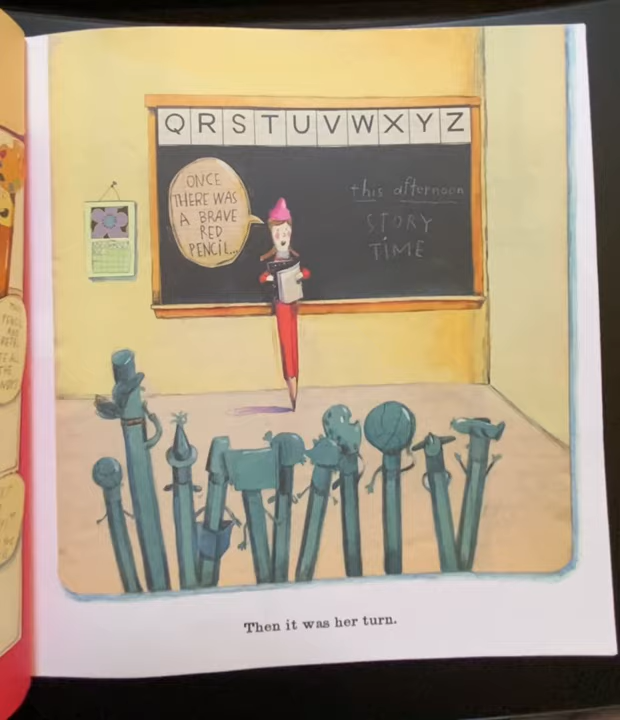 QRSTUVWXYZ
ONCE
THERE WAS
A BRAVE
RED
PENCIL...
this afternoon
STORY
TIME
Then it was her turn.